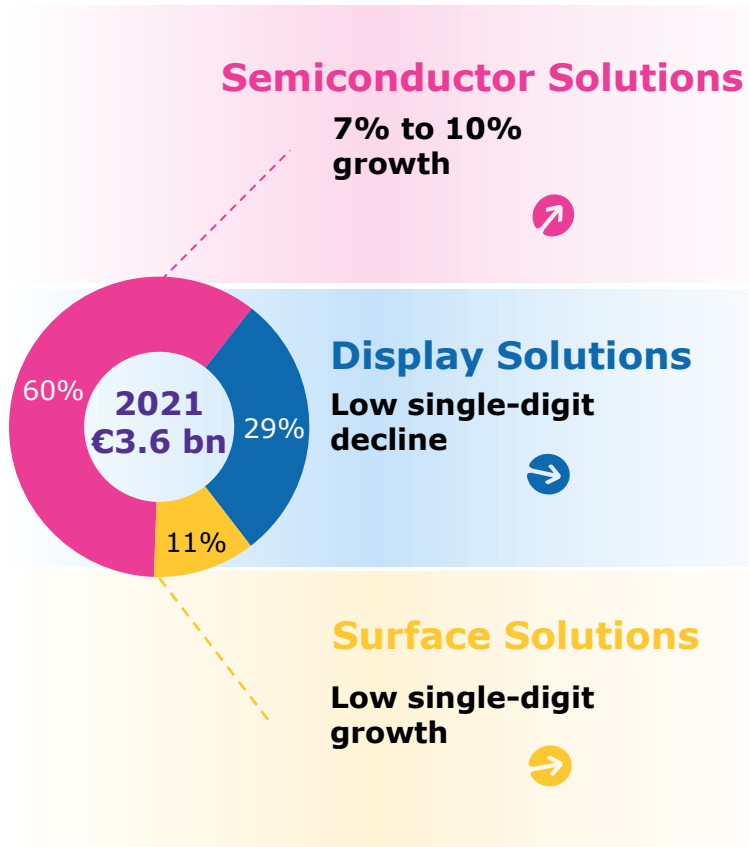 Semiconductor Solutions
7% to 10%
growth
60%
2021
€3.6 bn
29%
11%
Display Solutions
Low single-digit
decline
Surface Solutions
Low single-digit
growth